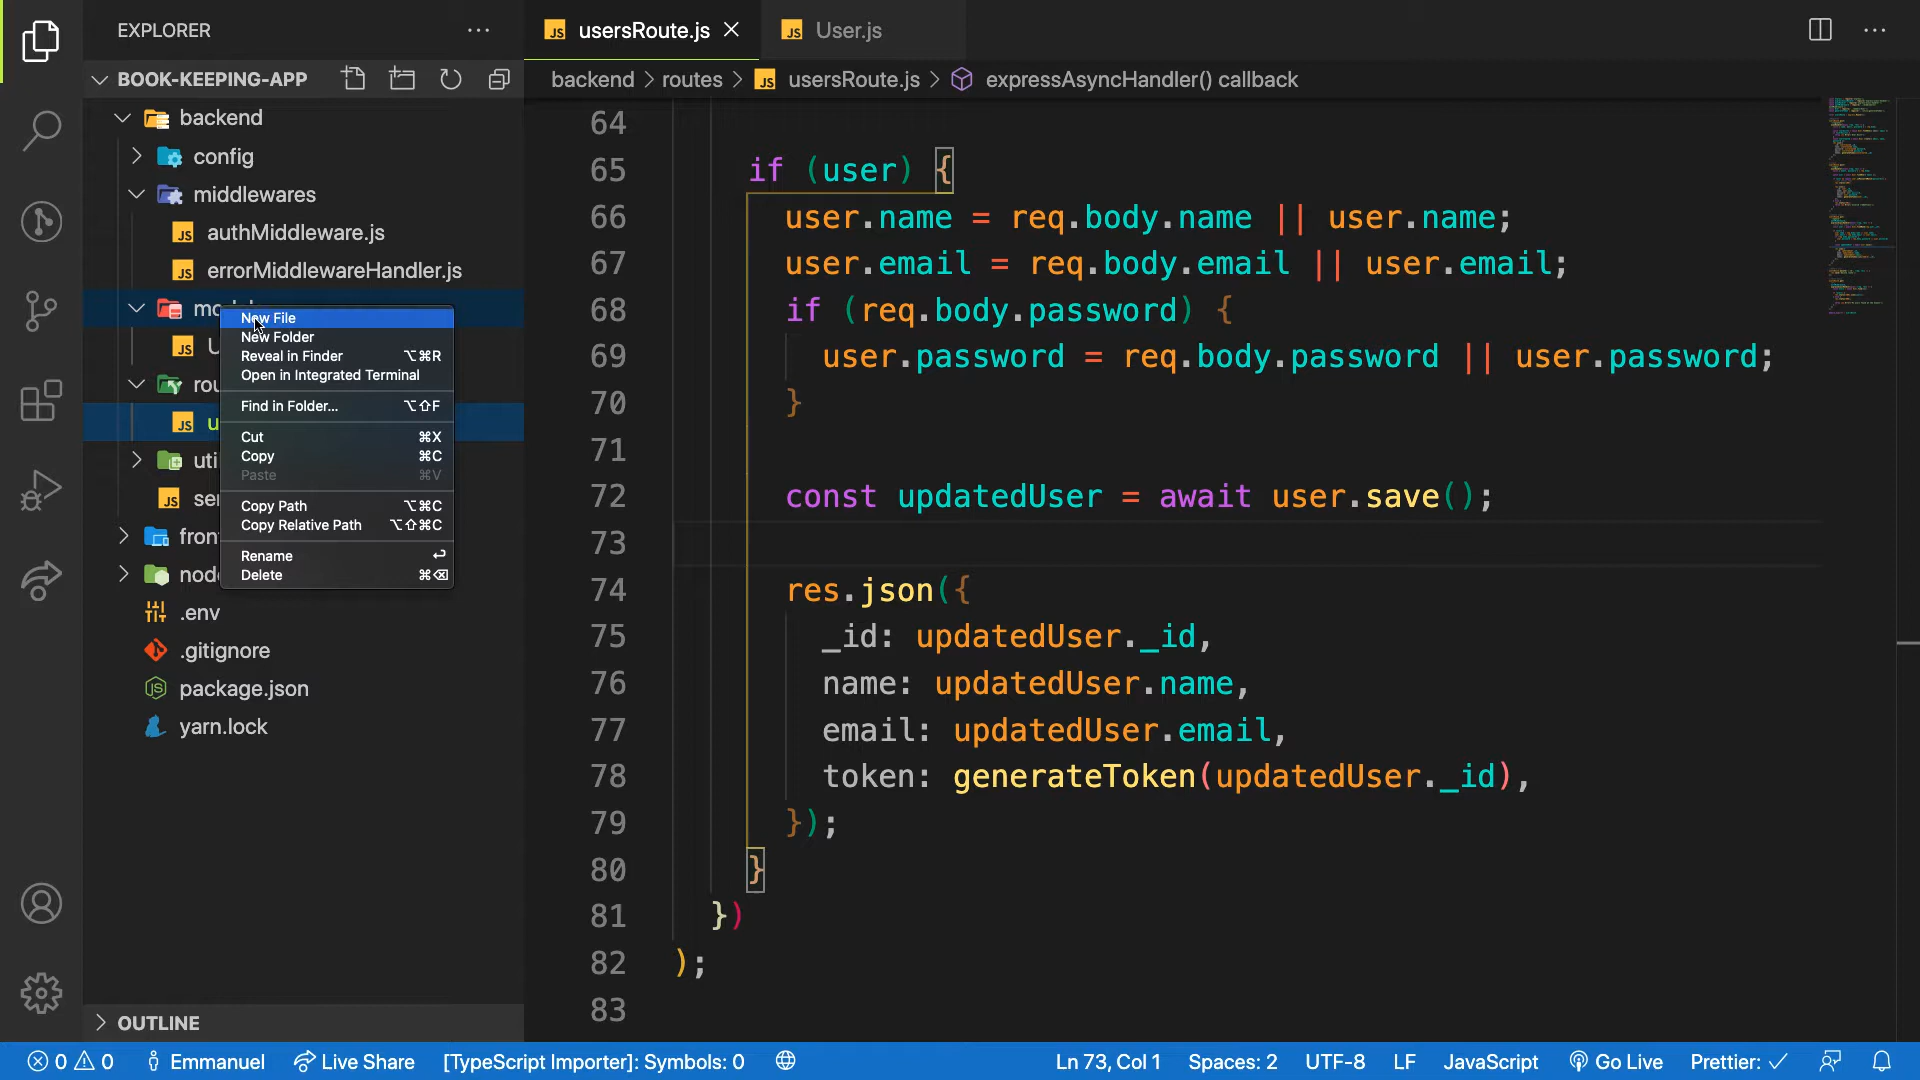 EXPLORER
BOOK-KEEPING-APP
backend
config
middlewares
authMiddleware.js
errorMiddlewareHandler.js
New File
New Folder
Reveal in Finder ⌥⌘R
Open in Integrated Terminal
Find in Folder... ⌥⇧F
Cut ⌘X
Copy ⌘C
Paste ⌘V
Copy Path ⌥⌘C
Copy Relative Path ⌥⇧⌘C
Rename ↩
Delete ⌘⌫
.env
.gitignore
package.json
yarn.lock
OUTLINE
usersRoute.js
User.js
backend > routes > JS usersRoute.js > expressAsyncHandler() callback
64
65 if (user) {
66 user.name = req.body.name || user.name;
67 user.email = req.body.email || user.email;
68 if (req.body.password) {
69 user.password = req.body.password || user.password;
70 }
71
72 const updatedUser = await user.save();
73
74 res.json({
75 _id: updatedUser._id,
76 name: updatedUser.name,
77 email: updatedUser.email,
78 token: generateToken(updatedUser._id),
79 });
80 }
81 })
82 );
83
0 0 Emmanuel Live Share [TypeScript Importer]: Symbols: 0 Ln 73, Col 1 Spaces: 2 UTF-8 LF JavaScript Go Live Prettier: ✓